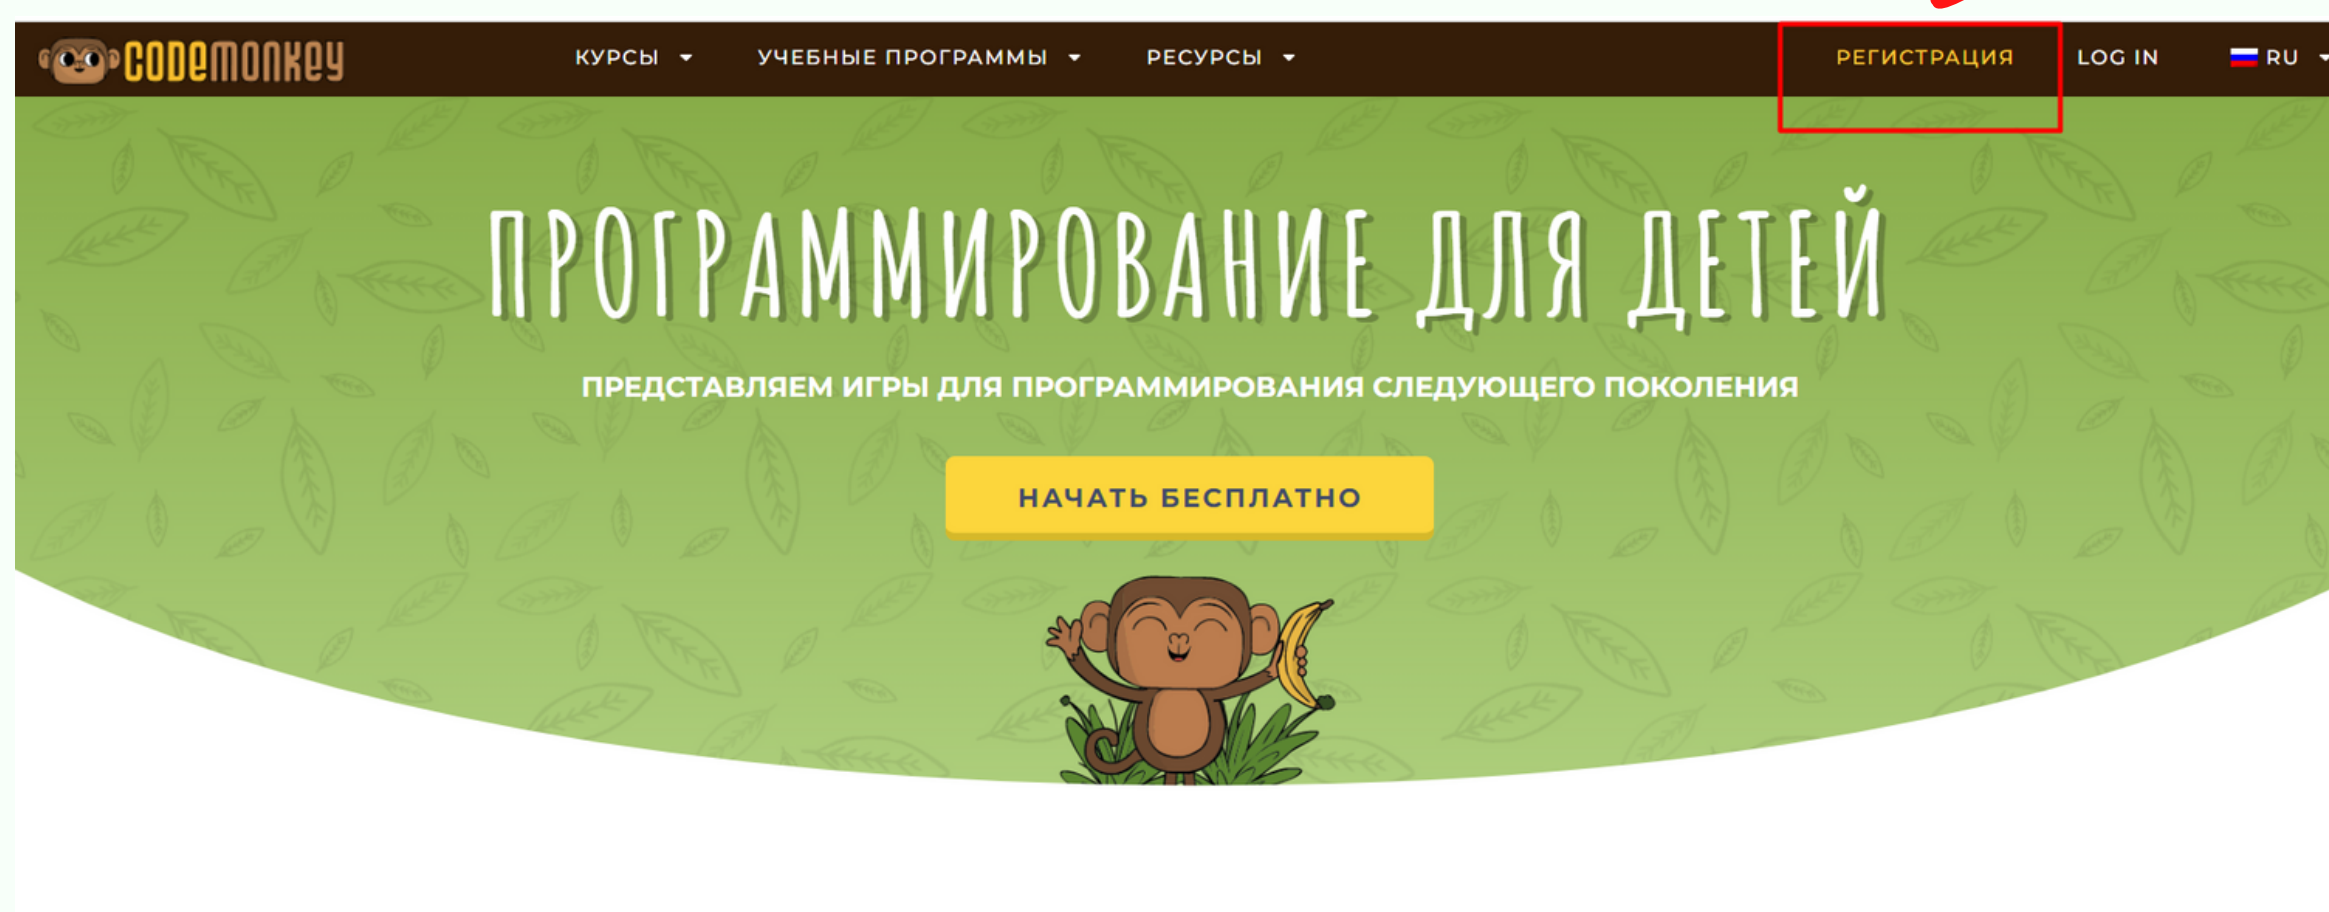 CODEMONKEY КУРСЫ УЧЕБНЫЕ ПРОГРАММЫ РЕСУРСЫ РЕГИСТРАЦИЯ LOG IN RU
ПРОГРАММИРОВАНИЕ ДЛЯ ДЕТЕЙ
ПРЕДСТАВЛЯЕМ ИГРЫ ДЛЯ ПРОГРАММИРОВАНИЯ СЛЕДУЮЩЕГО ПОКОЛЕНИЯ
НАЧАТЬ БЕСПЛАТНО